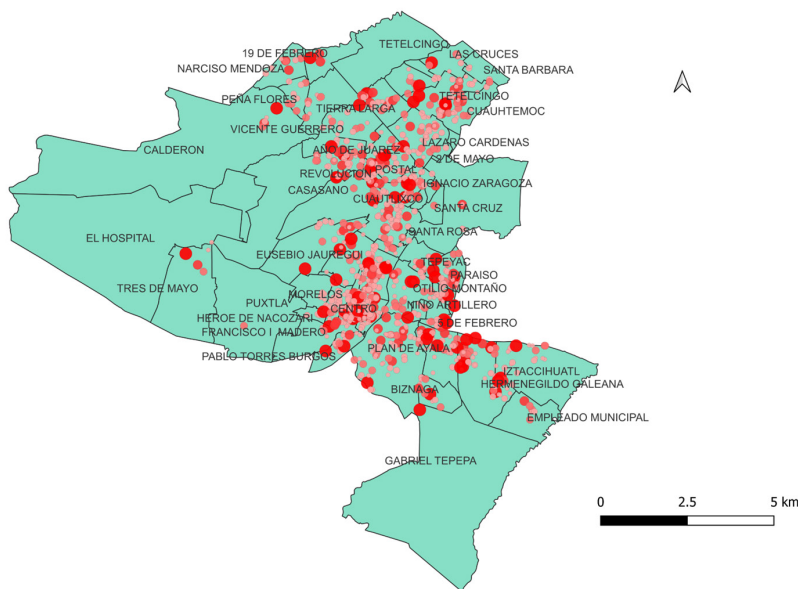 TETELCINGO
19 DE FEBRERO
LAS CRUCES
NARCISO MENDOZA
SANTA BARBARA
PEÑA FLORES
TETELCINGO
TIERRA LARGA
CUAUHTEMOC
VICENTE GUERRERO
LAZARO CARDENAS
CALDERON
AÑO DE JUAREZ
2 DE MAYO
REVOLUCION
POSTAL
IGNACIO ZARAGOZA
CASASANO
CUAUTLIXCO
SANTA CRUZ
SANTA ROSA
EL HOSPITAL
EUSEBIO JAUREGUI
TEPEYAC
PARAISO
TRES DE MAYO
OTILIO MONTAÑO
MORELOS
PUXTLA
NIÑO ARTILLERO
CENTRO
HEROE DE NACOZARI
5 DE FEBRERO
FRANCISCO I. MADERO
PLAN DE AYALA
PABLO TORRES BURGOS
IZTACCIHUATL
HERMENEGILDO GALEANA
BIZNAGA
EMPLEADO MUNICIPAL
GABRIEL TEPEPA
0 2.5 5 km